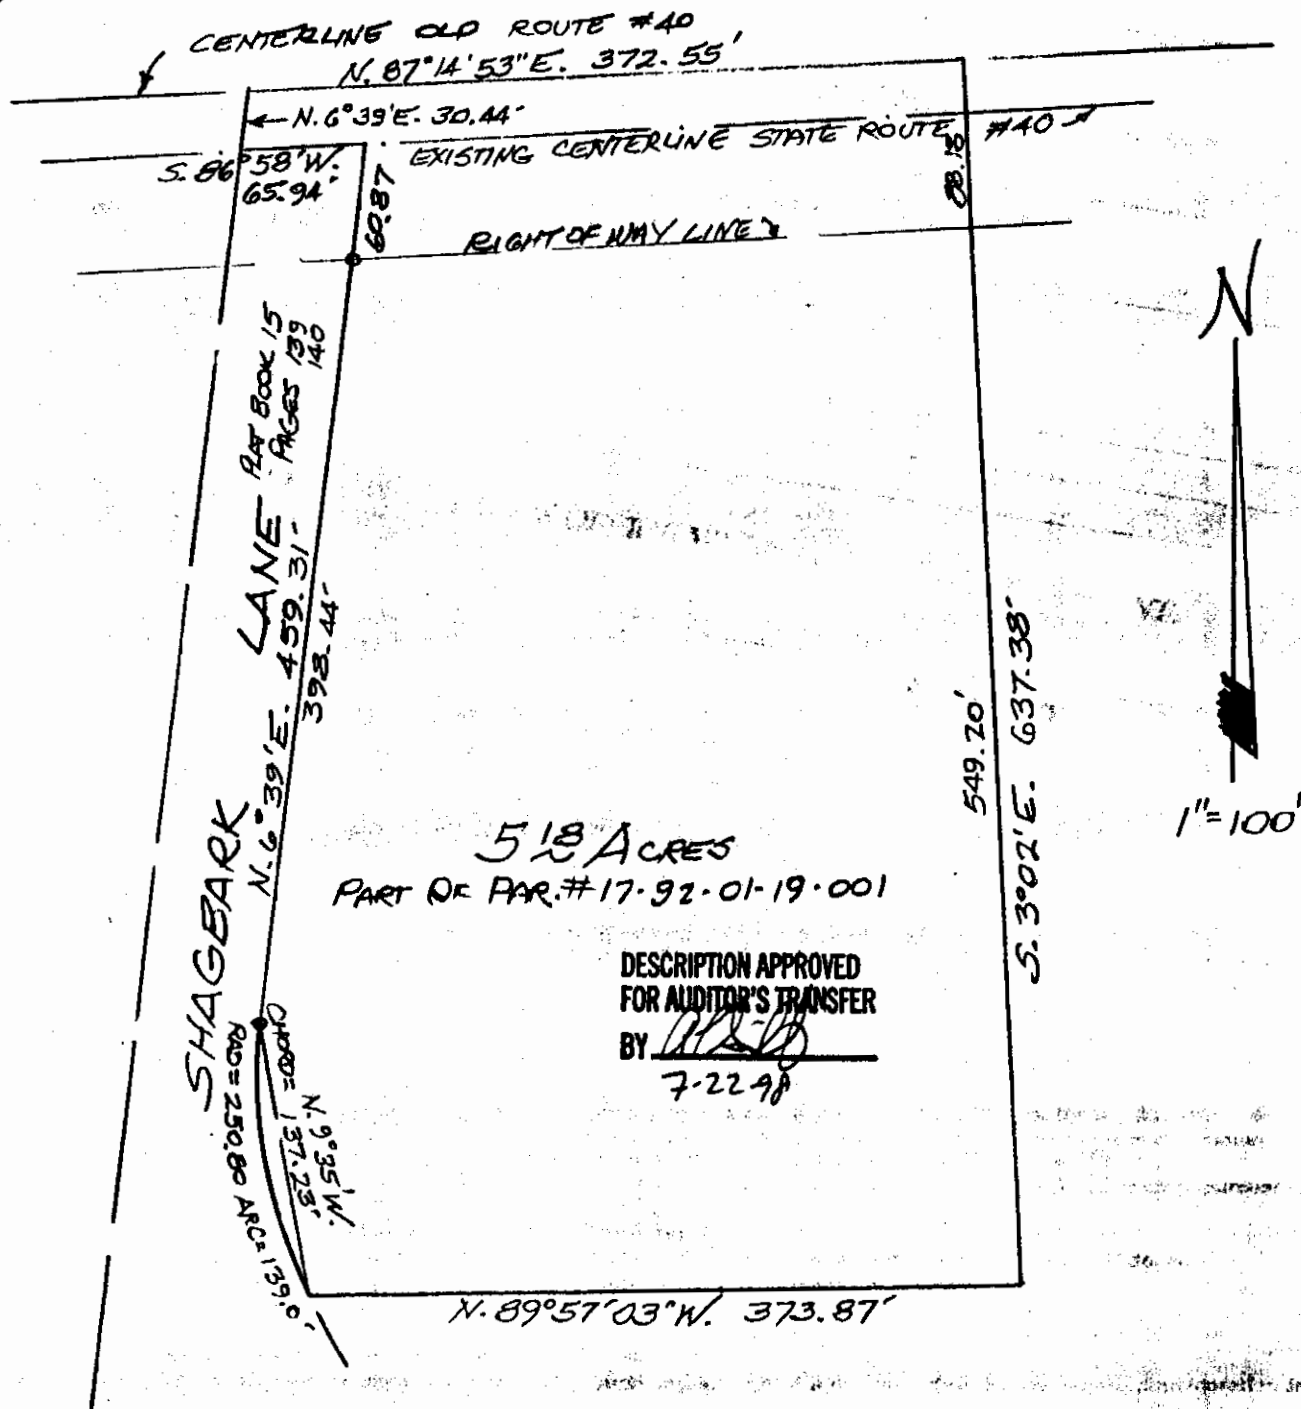 CENTERLINE OLD ROUTE #40
N. 87°14'53"E. 372.55'
N. 6°39'E. 30.44'
EXISTING CENTERLINE STATE ROUTE #40
S. 86°58'W.
65.94'
60.87
88.18
RIGHT OF WAY LINE
N
1"=100'
PLAT BOOK 15
PAGES 139
140
SHAGBARK LANE
N. 6°39'E. 459.31'
398.44'
549.20'
S. 3°02'E. 637.38'
5 18 ACRES
PART OF PAR.#17-92-01-19-001
DESCRIPTION APPROVED
FOR AUDITOR'S TRANSFER
BY
7-22-98
N. 9°35'W.
CHORD= 137.23'
RAD= 250.80 ARC= 139.0'
N. 89°57'03"W. 373.87'